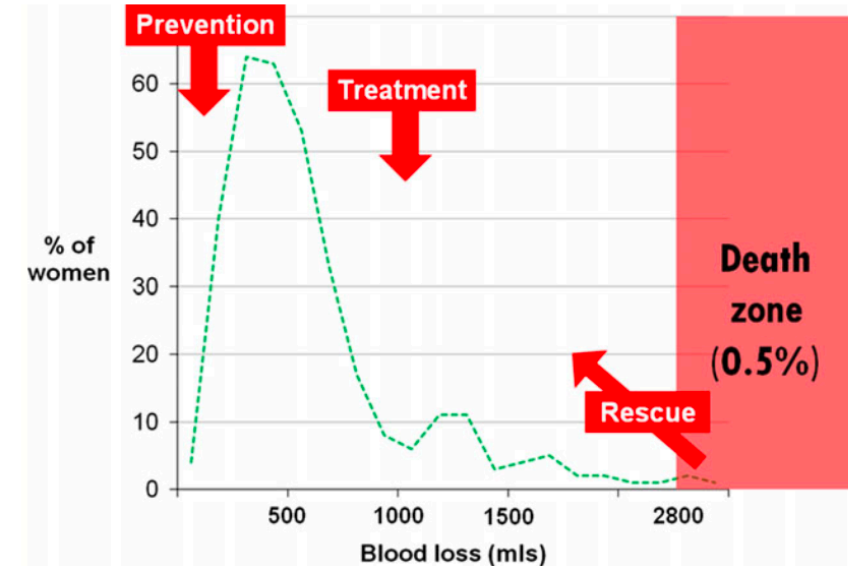 Prevention
Treatment
60
50
40
30
20
10
0
% of
women
Death
zone
(0.5%)
Rescue
500 1000 1500 2800
Blood loss (mls)